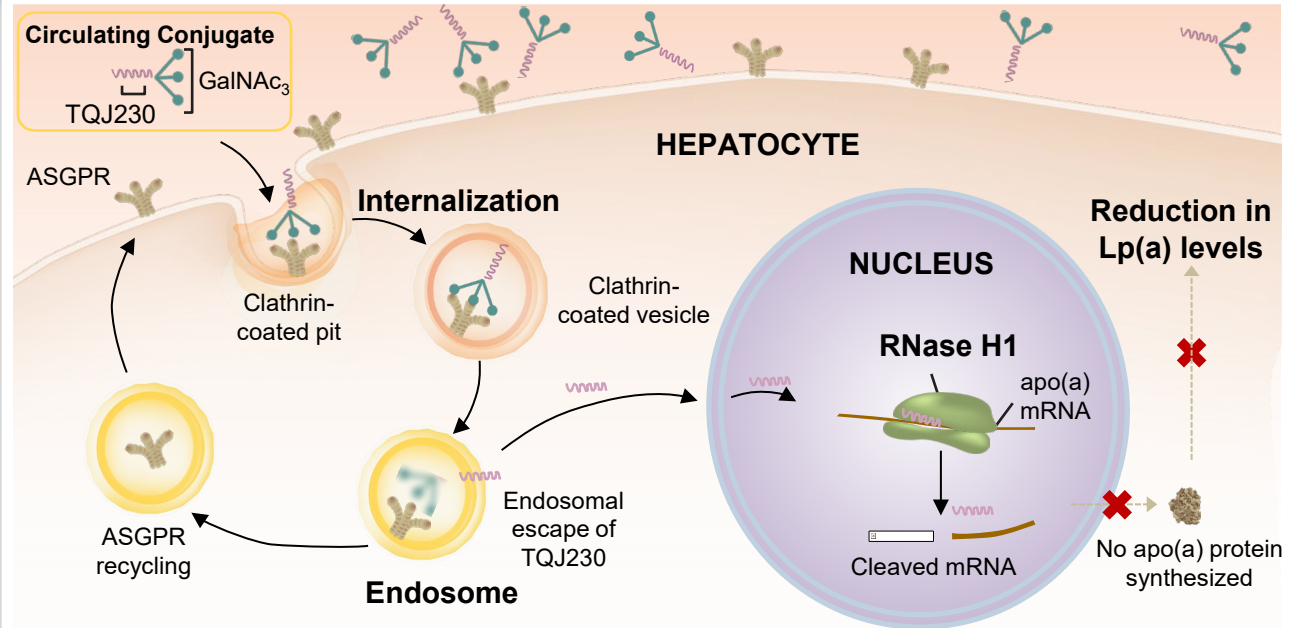 Circulating Conjugate
GalNAc3
TQJ230
ASGPR
HEPATOCYTE
Internalization
Clathrin-
coated pit
Clathrin-
coated vesicle
NUCLEUS
Reduction in
Lp(a) levels
RNase H1
apo(a)
mRNA
Endosomal
escape of
TQJ230
ASGPR
recycling
Endosome
Cleaved mRNA
No apo(a) protein
synthesized